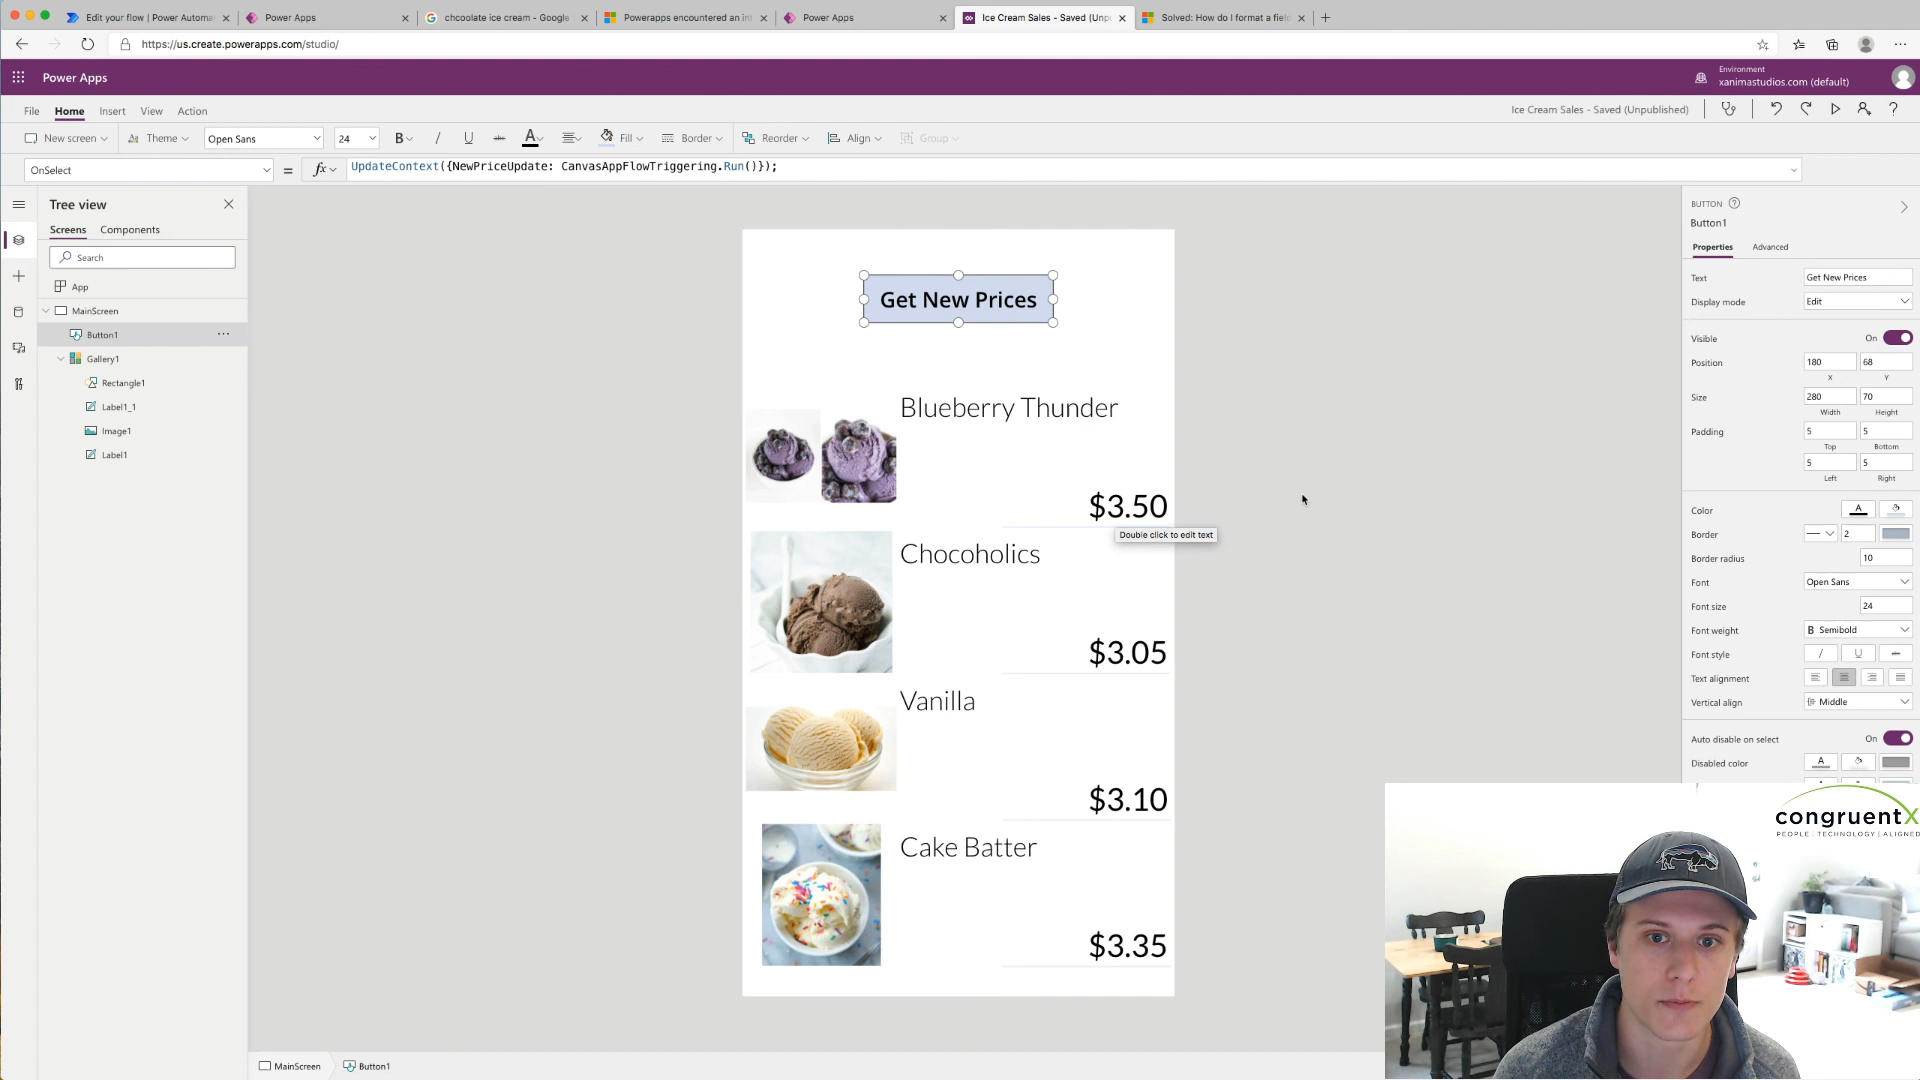 Edit your flow | Power Automa
Power Apps
chcoolate ice cream - Google
Powerapps encountered an in
Power Apps
Ice Cream Sales - Saved (Unpu
Solved: How do I format a field
https://us.create.powerapps.com/studio/
Power Apps
Environment
xanimastudios.com (default)
File
Home
Insert
View
Action
Ice Cream Sales - Saved (Unpublished)
New screen
Theme
Open Sans
24
B
A
Fill
Border
Reorder
Align
Group
OnSelect
=
fx
UpdateContext({NewPriceUpdate: CanvasAppFlowTriggering.Run()});
Tree view
Screens
Components
Search
App
MainScreen
Button1
Gallery1
Rectangle1
Label1_1
Image1
Label1
Get New Prices
Blueberry Thunder
$3.50
Double click to edit text
Chocoholics
$3.05
Vanilla
$3.10
Cake Batter
$3.35
BUTTON
Button1
Properties
Advanced
Text
Get New Prices
Display mode
Edit
Visible
On
Position
180
68
X
Y
Size
280
70
Width
Height
Padding
5
5
Top
Bottom
5
5
Left
Right
Color
Border
2
Border radius
10
Font
Open Sans
Font size
24
Font weight
B Semibold
Font style
Text alignment
Vertical align
Middle
Auto disable on select
On
Disabled color
congruentX
PEOPLE | TECHNOLOGY | ALIGNED
MainScreen
Button1